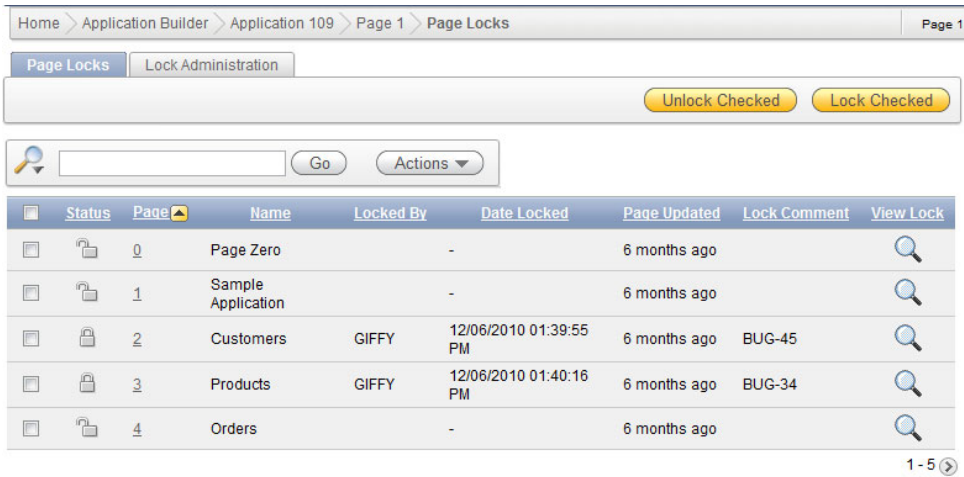 Home Application Builder Application 109 Page 1 Page Locks Page 1
Page Locks Lock Administration
Unlock Checked Lock Checked
Go Actions
Status Page Name Locked By Date Locked Page Updated Lock Comment View Lock
0 Page Zero - 6 months ago
1 Sample Application - 6 months ago
2 Customers GIFFY 12/06/2010 01:39:55 PM 6 months ago BUG-45
3 Products GIFFY 12/06/2010 01:40:16 PM 6 months ago BUG-34
4 Orders - 6 months ago
1 - 5